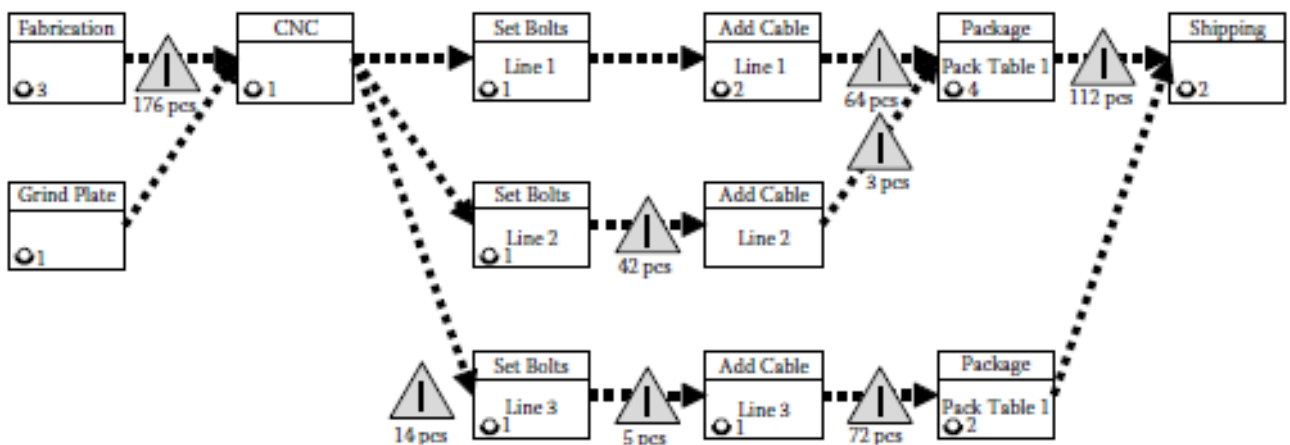 Fabrication
3
176 pcs
CNC
1
Set Bolts
Line 1
1
Add Cable
Line 1
2
64 pcs
Package
Pack Table 1
4
112 pcs
Shipping
2
Grind Plate
1
Set Bolts
Line 2
1
42 pcs
Add Cable
Line 2
3 pcs
14 pcs
Set Bolts
Line 3
1
5 pcs
Add Cable
Line 3
1
72 pcs
Package
Pack Table 1
2